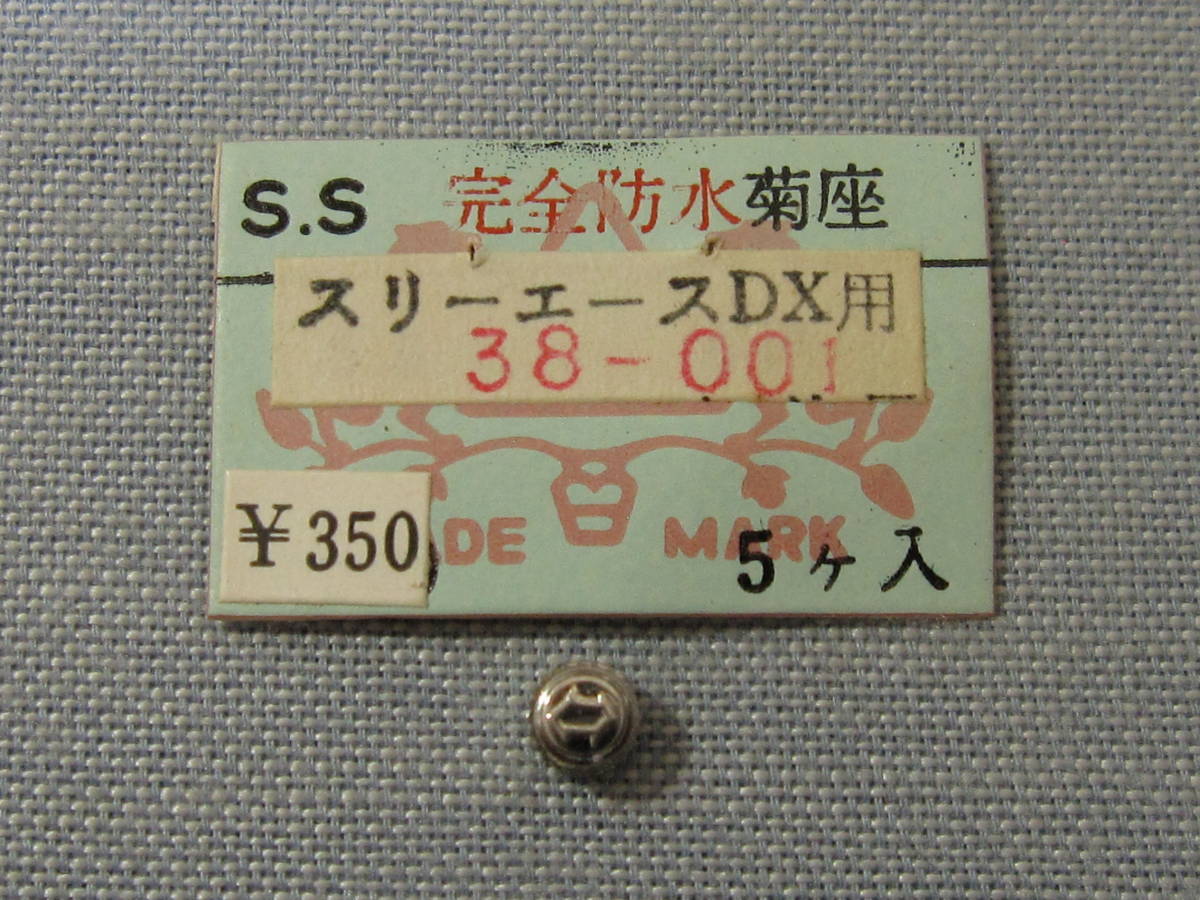 S.S 完全防水菊座
スリーエースDX用
38-001
¥350
DE MARK
5ヶ入